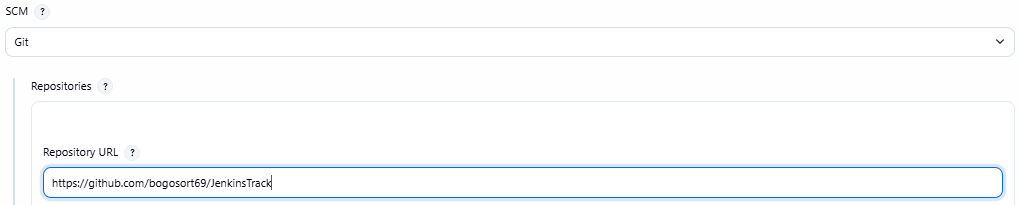 SCM ?
Git
Repositories ?
Repository URL ?
https://github.com/bogosort69/JenkinsTrack